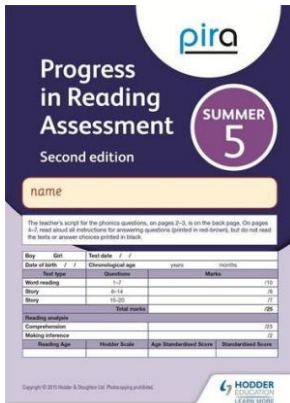 pira
Progress
in Reading
Assessment
Second edition
SUMMER
5
name
The teacher's script for the phonics questions, on pages 2–3, is on the back page. On pages
4–7, read aloud all instructions for answering questions (printed in red-brown), but do not read
the texts or answer choices printed in black.
Boy Girl Test date / /
Date of birth / / Chronological age years months
Test type Questions Marks
Word reading 1–7 /10
Story 8–14 /8
Story 15–20 /7
Total marks /25
Reading analysis
Comprehension /23
Making inference /2
Reading Age Hodder Scale Age Standardised Score Standardised Score
Copyright © 2015 Hodder & Stoughton Ltd. Photocopying prohibited.
HODDER
EDUCATION
LEARN MORE